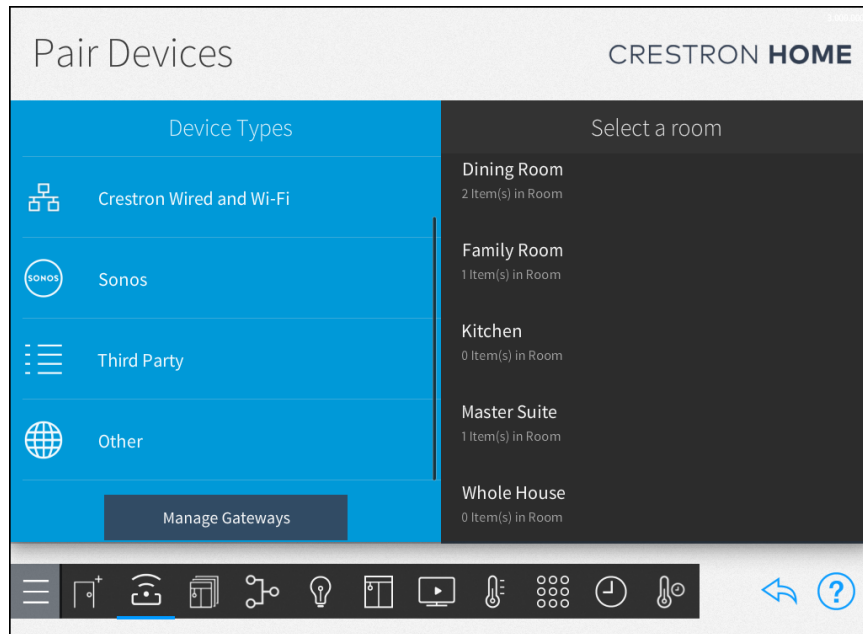 Pair Devices
CRESTRON HOME
Device Types
Crestron Wired and Wi-Fi
SONOS
Sonos
Third Party
Other
Manage Gateways
Select a room
Dining Room
2 Item(s) in Room
Family Room
1 Item(s) in Room
Kitchen
0 Item(s) in Room
Master Suite
1 Item(s) in Room
Whole House
0 Item(s) in Room
?